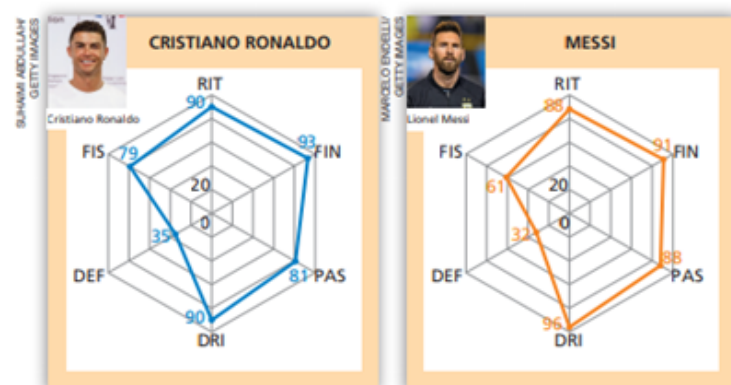 SUHAIMI ABDULLAH/
GETTY IMAGES
Cristiano Ronaldo
CRISTIANO RONALDO
RIT
90
FIS
79
93
FIN
20
0
35
DEF
81
PAS
90
DRI
MARCELO ENDELLI/
GETTY IMAGES
Lionel Messi
MESSI
RIT
88
FIS
91
FIN
61
20
0
32
DEF
88
PAS
96
DRI